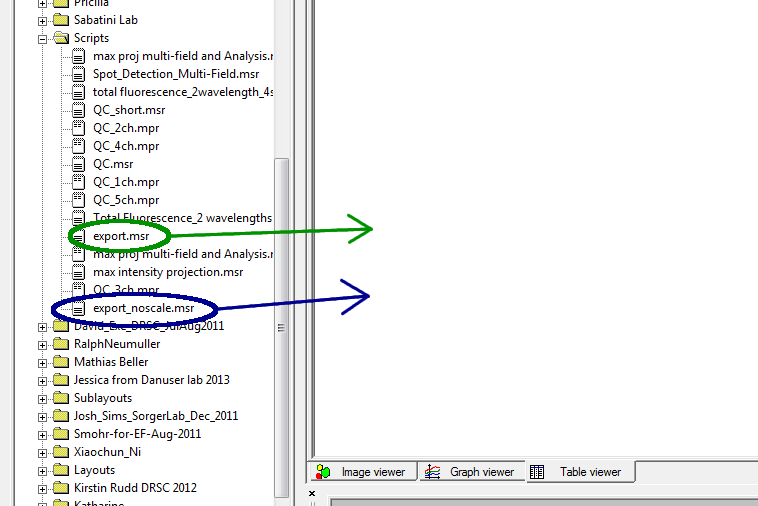 Pricilla
Sabatini Lab
Scripts
max proj multi-field and Analysis.r
Spot_Detection_Multi-Field.msr
total fluorescence_2wavelength_4s
QC_short.msr
QC_2ch.mpr
QC_4ch.mpr
QC.msr
QC_1ch.mpr
QC_5ch.mpr
Total Fluorescence_2 wavelengths
export.msr
max proj multi-field and Analysis.r
max intensity projection.msr
QC_3ch.mpr
export_noscale.msr
David_Exe_DRSC_JulAug2011
RalphNeumuller
Mathias Beller
Jessica from Danuser lab 2013
Sublayouts
Josh_Sims_SorgerLab_Dec_2011
Smohr-for-EF-Aug-2011
Xiaochun_Ni
Layouts
Kirstin Rudd DRSC 2012
Katharine
Image viewer
Graph viewer
Table viewer